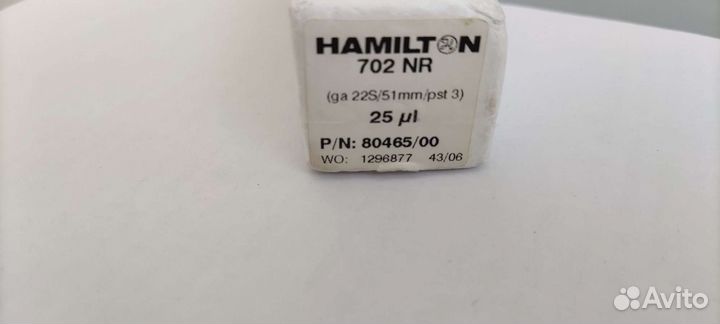 HAMILTON
702 NR
(ga 22S/51mm/pst 3)
25 µl
P/N: 80465/00
WO: 1296877 43/06
Avito